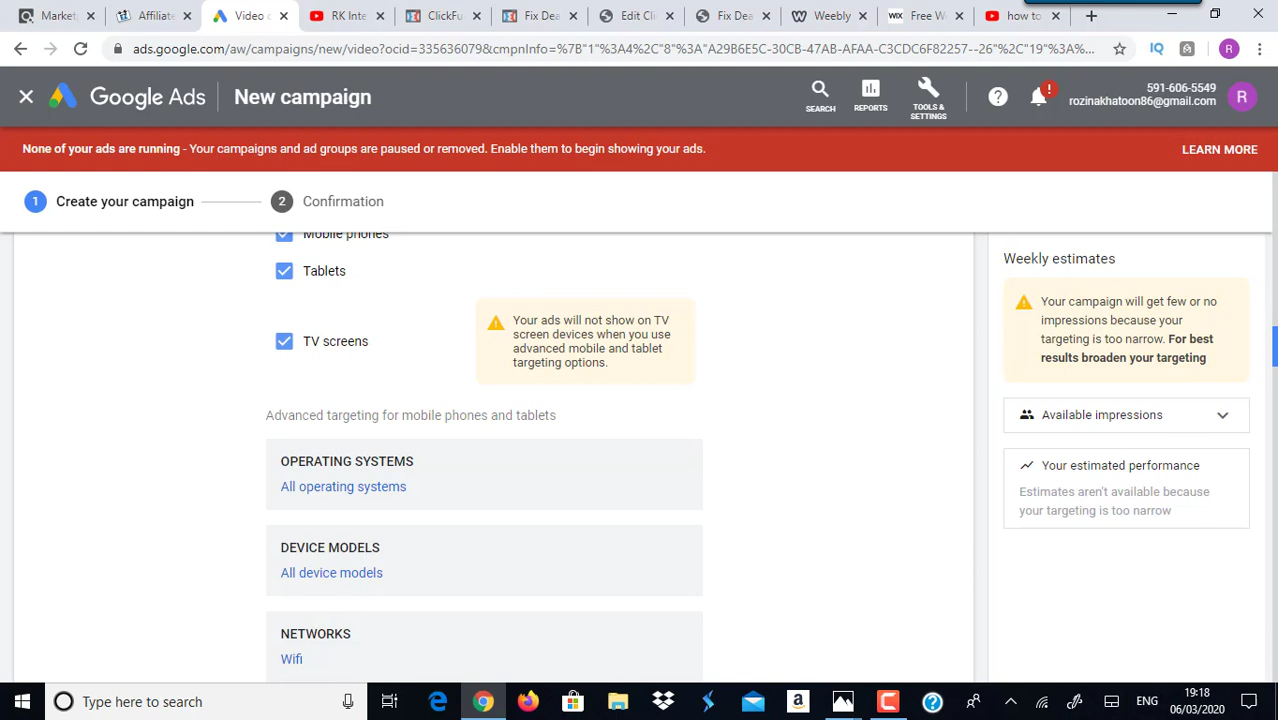 Market
Affiliate
Video c
RK Inte
ClickFu
Fix Dea
Edit Cli
Fix Dea
Weekly
WIX
Free W
how to
ads.google.com/aw/campaigns/new/video?ocid=3355636079&cmpnInfo=%7B"1"%3A4%2C"8"%3A"A29B6E5C-30CB-47AB-AFAA-C3CDC6F82257--26"%2C"19"%3A%...
IQ
R
Google Ads
New campaign
SEARCH
REPORTS
TOOLS &
SETTINGS
591-606-5549
rozinakhatoon86@gmail.com
R
None of your ads are running - Your campaigns and ad groups are paused or removed. Enable them to begin showing your ads.
LEARN MORE
1 Create your campaign
2 Confirmation
Mobile phones
Tablets
TV screens
Your ads will not show on TV
screen devices when you use
advanced mobile and tablet
targeting options.
Advanced targeting for mobile phones and tablets
OPERATING SYSTEMS
All operating systems
DEVICE MODELS
All device models
NETWORKS
Wifi
Weekly estimates
Your campaign will get few or no
impressions because your
targeting is too narrow. For best
results broaden your targeting
Available impressions
Your estimated performance
Estimates aren't available because
your targeting is too narrow
Type here to search
ENG
19:18
06/03/2020